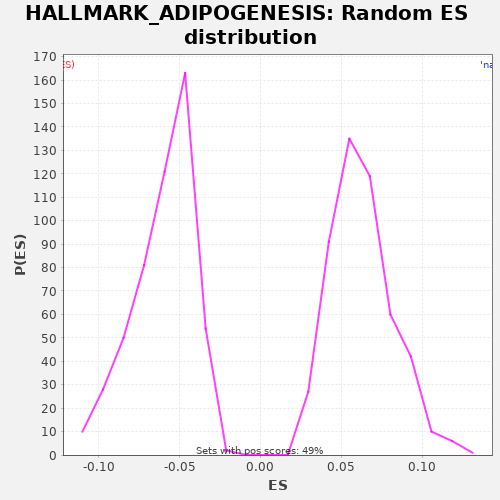 HALLMARK_ADIPOGENESIS: Random ES
distribution
ES)
'na
170
160
150
140
130
120
110
100
90
80
70
60
50
40
30
20
10
0
P(ES)
Sets with pos scores: 49%
-0.10 -0.05 0.00 0.05 0.10
ES